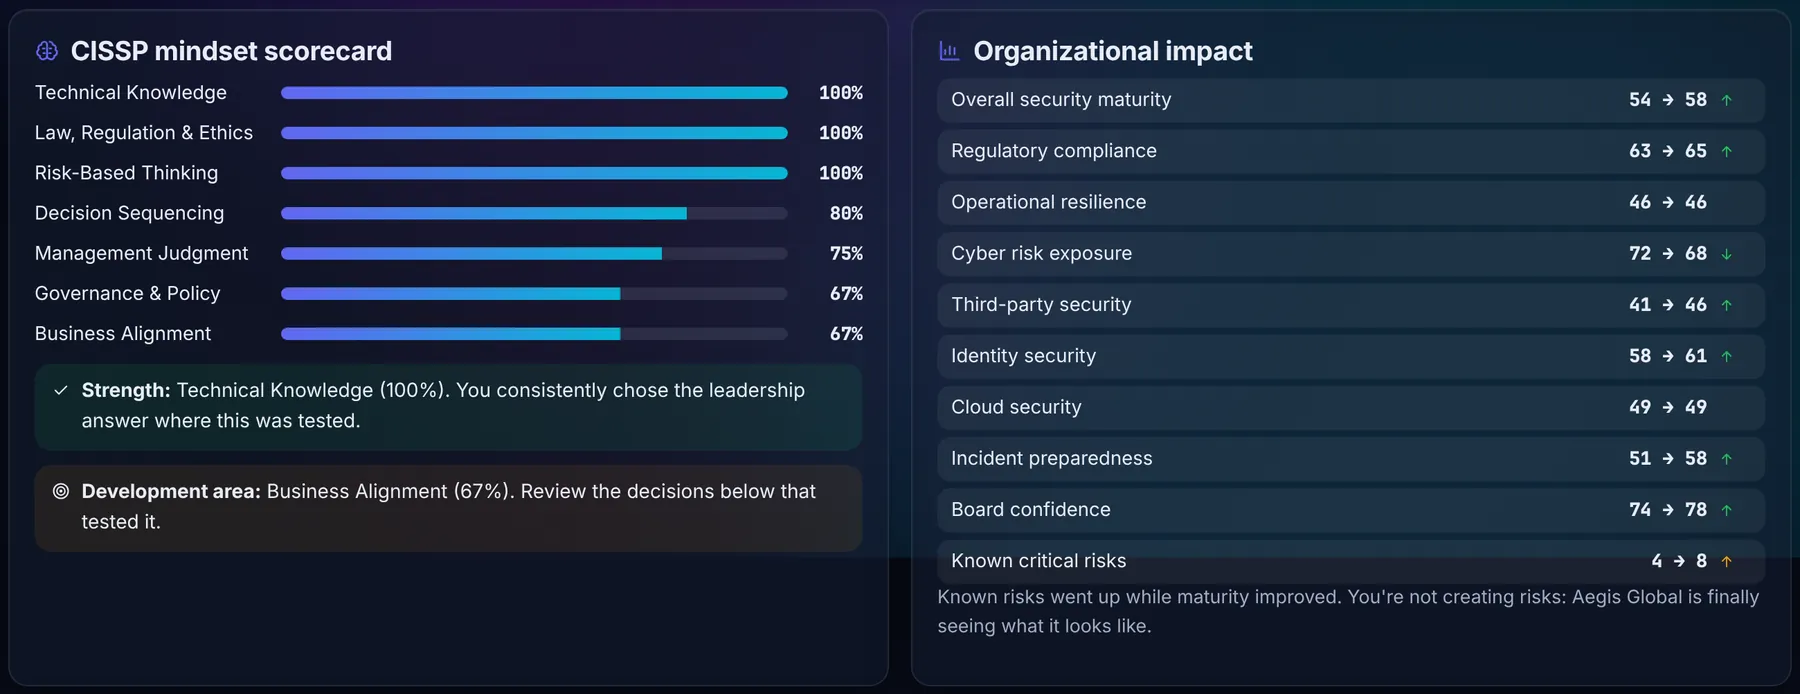 CISSP mindset scorecard
Technical Knowledge 100%
Law, Regulation & Ethics 100%
Risk-Based Thinking 100%
Decision Sequencing 80%
Management Judgment 75%
Governance & Policy 67%
Business Alignment 67%
✓ Strength: Technical Knowledge (100%). You consistently chose the leadership
answer where this was tested.
Development area: Business Alignment (67%). Review the decisions below that
tested it.
Organizational impact
Overall security maturity 54 → 58 ↑
Regulatory compliance 63 → 65 ↑
Operational resilience 46 → 46
Cyber risk exposure 72 → 68 ↓
Third-party security 41 → 46 ↑
Identity security 58 → 61 ↑
Cloud security 49 → 49
Incident preparedness 51 → 58 ↑
Board confidence 74 → 78 ↑
Known critical risks 4 → 8 ↑
Known risks went up while maturity improved. You're not creating risks: Aegis Global is finally
seeing what it looks like.